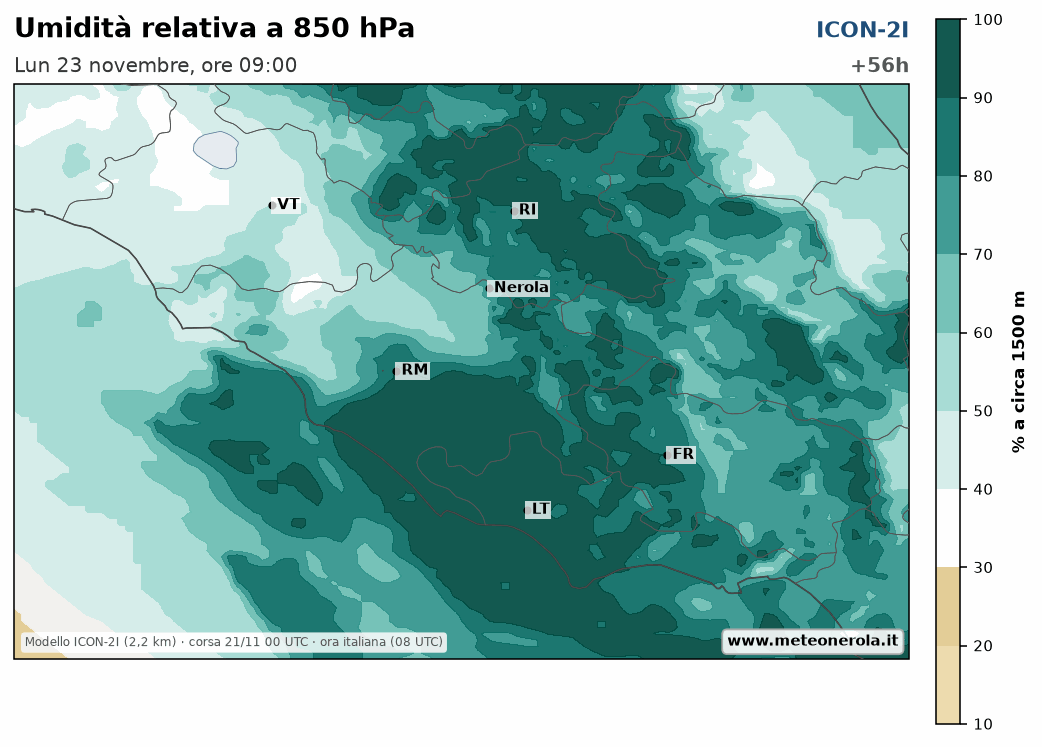 Umidità relativa a 850 hPa
ICON-2I
Lun 23 novembre, ore 09:00
+56h
100
90
80
70
60
50
40
30
20
10
% a circa 1500 m
VT
RI
Nerola
RM
FR
LT
Modello ICON-2I (2,2 km) · corsa 21/11 00 UTC · ora italiana (08 UTC)
www.meteonerola.it